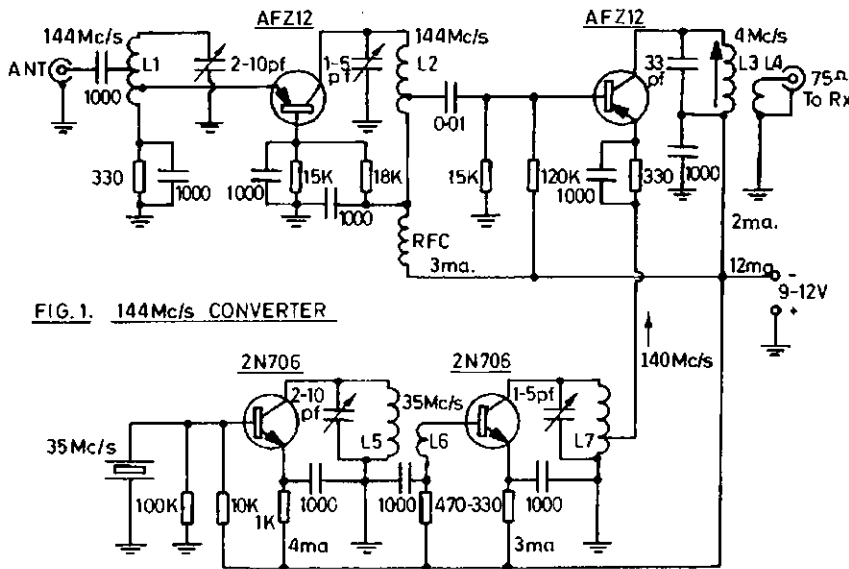 AFZ12
AFZ12
144Mc/s
144Mc/s
4Mc/s
ANT
L1
2-10pf
1-5
pf
L2
33
pf
L3
L4
75Ω
To Rx
1000
0·01
330
1000
1000
15K
18K
1000
15K
120K
1000
330
1000
RFC
2ma.
3ma.
12ma
-
9-12V
+
FIG. 1. 144Mc/s CONVERTER
140Mc/s
2N706
2N706
2-10
pf
35Mc/s
1-5pf
35Mc/s
L5
L6
L7
100K
10K
1K
1000
1000
470-330
1000
4ma
3ma